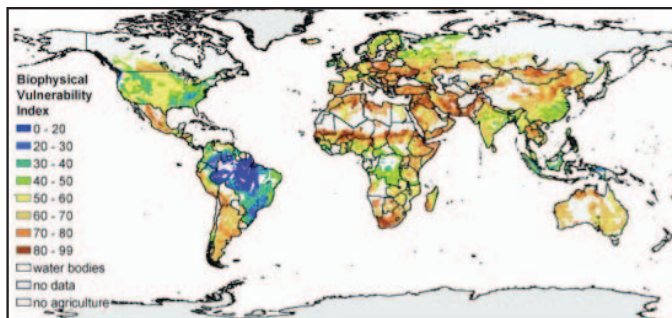 Biophysical
Vulnerability
Index
0 - 20
20 - 30
30 - 40
40 - 50
50 - 60
60 - 70
70 - 80
80 - 99
water bodies
no data
no agriculture